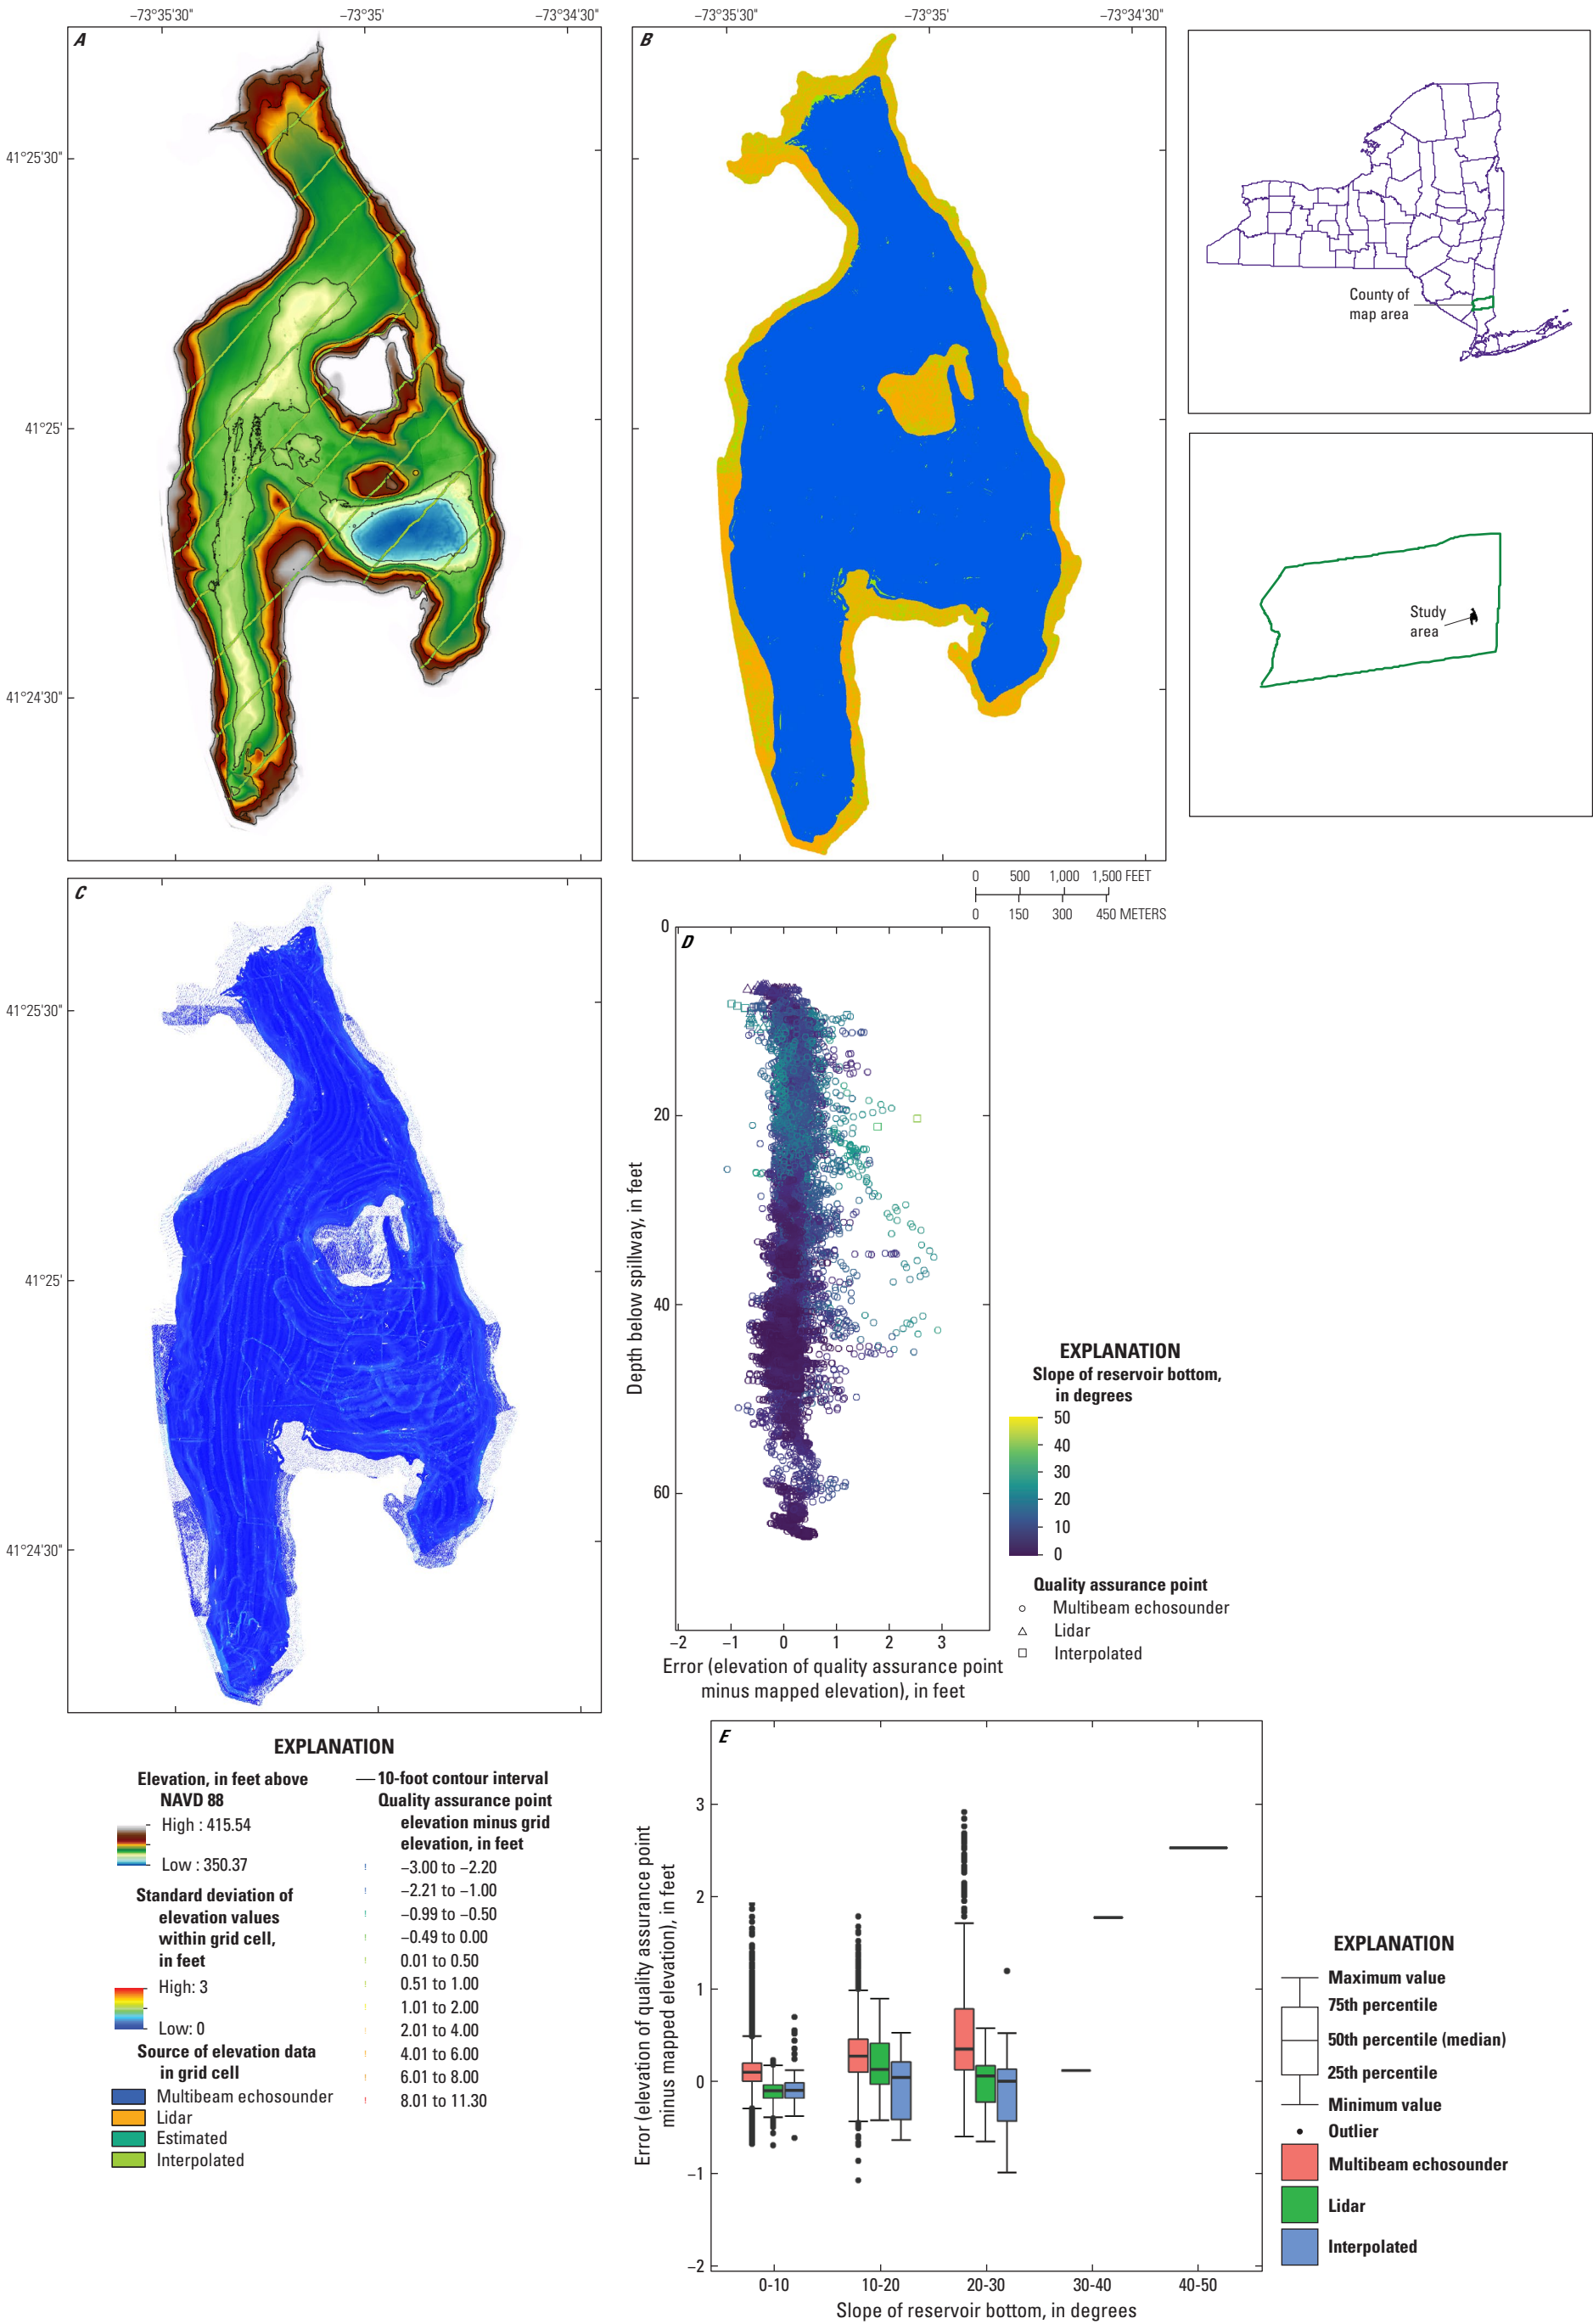 −73°35'30"
−73°35'
−73°34'30"
−73°35'30"
−73°35'
−73°34'30"
A
B
41°25'30"
41°25'
41°24'30"
County of
map area
Study
area
0 500 1,000 1,500 FEET
0 150 300 450 METERS
C
41°25'30"
41°25'
41°24'30"
D
0
20
40
60
Depth below spillway, in feet
−2 −1 0 1 2 3
Error (elevation of quality assurance point
minus mapped elevation), in feet
EXPLANATION
Slope of reservoir bottom,
in degrees
50
40
30
20
10
0
Quality assurance point
Multibeam echosounder
Lidar
Interpolated
EXPLANATION
Elevation, in feet above
NAVD 88
High : 415.54
Low : 350.37
Standard deviation of
elevation values
within grid cell,
in feet
High: 3
Low: 0
Source of elevation data
in grid cell
Multibeam echosounder
Lidar
Estimated
Interpolated
10-foot contour interval
Quality assurance point
elevation minus grid
elevation, in feet
−3.00 to −2.20
−2.21 to −1.00
−0.99 to −0.50
−0.49 to 0.00
0.01 to 0.50
0.51 to 1.00
1.01 to 2.00
2.01 to 4.00
4.01 to 6.00
6.01 to 8.00
8.01 to 11.30
E
3
2
1
0
−1
−2
Error (elevation of quality assurance point
minus mapped elevation), in feet
0-10 10-20 20-30 30-40 40-50
Slope of reservoir bottom, in degrees
EXPLANATION
Maximum value
75th percentile
50th percentile (median)
25th percentile
Minimum value
Outlier
Multibeam echosounder
Lidar
Interpolated